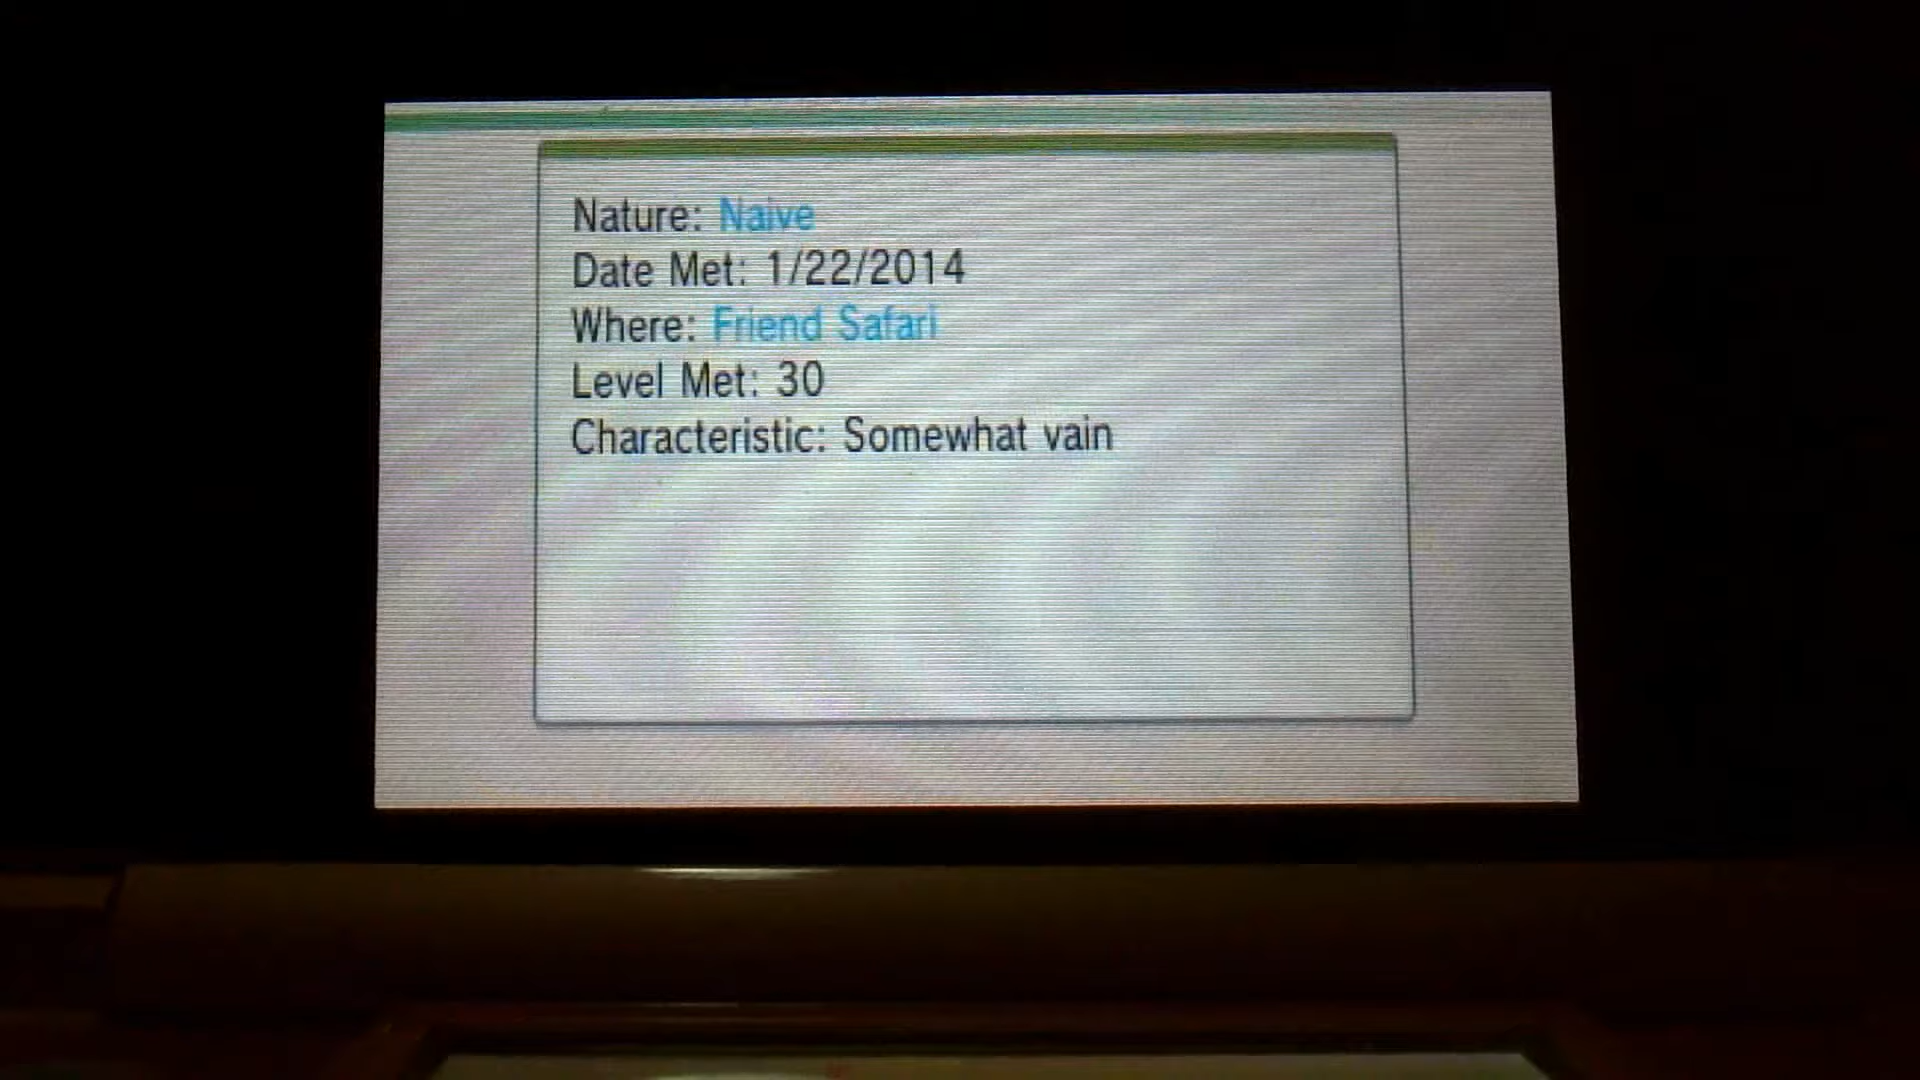 Nature: Naive
Date Met: 1/22/2014
Where: Friend Safari
Level Met: 30
Characteristic: Somewhat vain